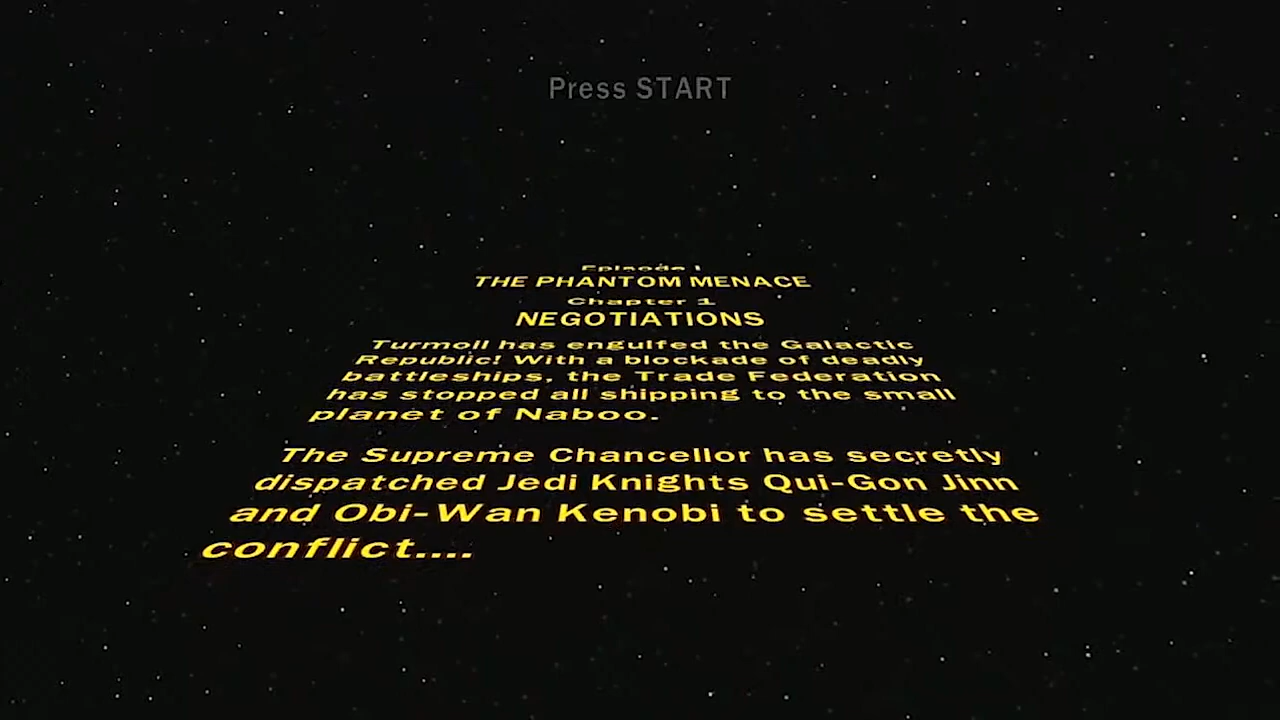 Press START
Episode I
THE PHANTOM MENACE
Chapter 1
NEGOTIATIONS
Turmoil has engulfed the Galactic
Republic! With a blockade of deadly
battleships, the Trade Federation
has stopped all shipping to the small
planet of Naboo.
The Supreme Chancellor has secretly
dispatched Jedi Knights Qui-Gon Jinn
and Obi-Wan Kenobi to settle the
conflict....